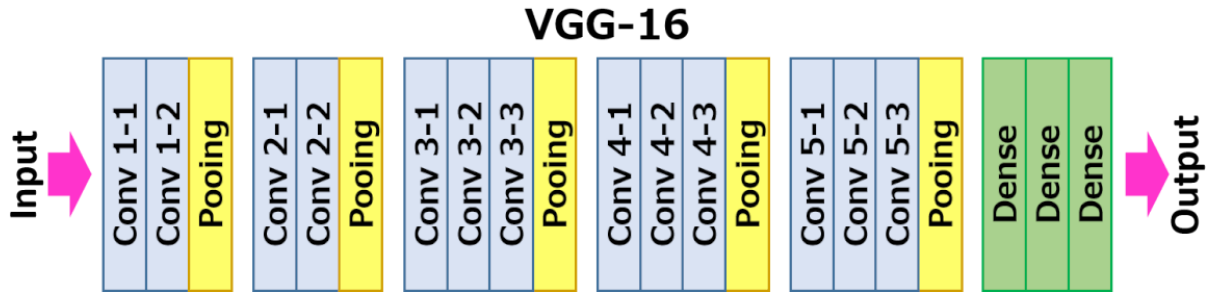 VGG-16
Input
Conv 1-1
Conv 1-2
Pooing
Conv 2-1
Conv 2-2
Pooing
Conv 3-1
Conv 3-2
Conv 3-3
Pooing
Conv 4-1
Conv 4-2
Conv 4-3
Pooing
Conv 5-1
Conv 5-2
Conv 5-3
Pooing
Dense
Dense
Dense
Output